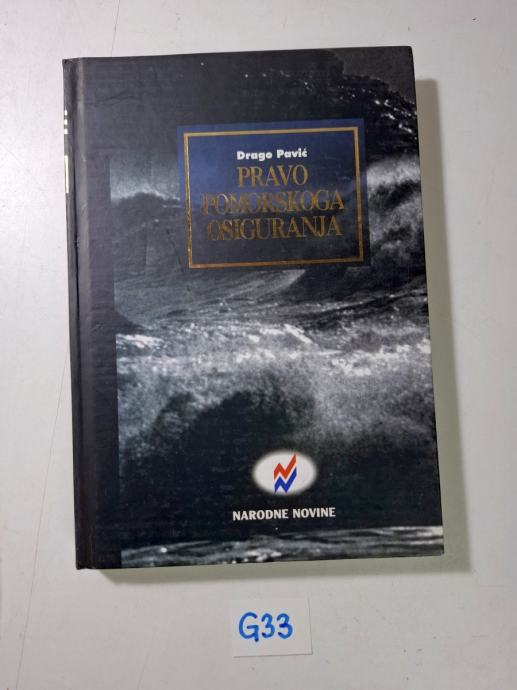 Drago Pavić
PRAVO
POMORSKOGA
OSIGURANJA
NARODNE NOVINE
G33